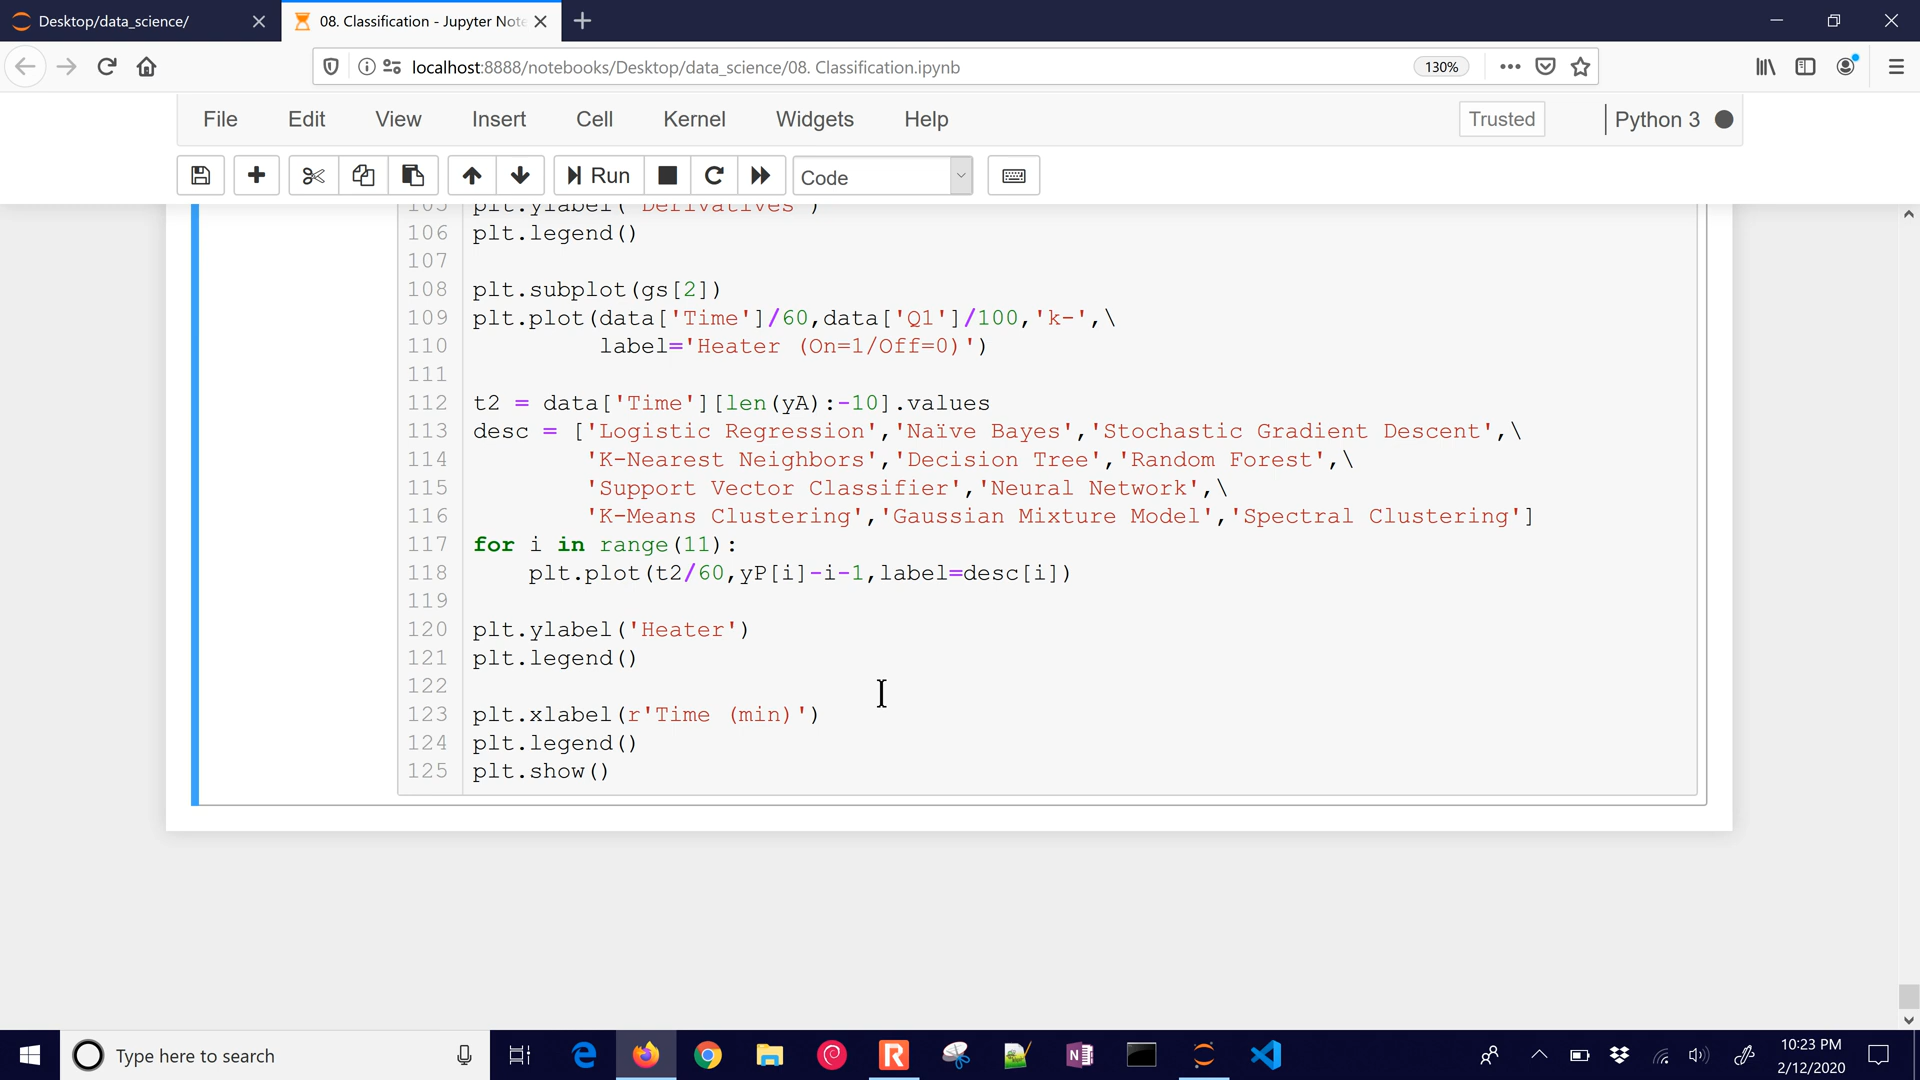 Desktop/data_science/
08. Classification - Jupyter Note
localhost:8888/notebooks/Desktop/data_science/08. Classification.ipynb
130%
File Edit View Insert Cell Kernel Widgets Help
Trusted
Python 3
Run
Code
105 plt.ylabel('Derivatives')
106 plt.legend()
107
108 plt.subplot(gs[2])
109 plt.plot(data['Time']/60,data['Q1']/100,'k-',\
110 label='Heater (On=1/Off=0)')
111
112 t2 = data['Time'][len(yA):-10].values
113 desc = ['Logistic Regression','Naïve Bayes','Stochastic Gradient Descent',\
114 'K-Nearest Neighbors','Decision Tree','Random Forest',\
115 'Support Vector Classifier','Neural Network',\
116 'K-Means Clustering','Gaussian Mixture Model','Spectral Clustering']
117 for i in range(11):
118 plt.plot(t2/60,yP[i]-i-1,label=desc[i])
119
120 plt.ylabel('Heater')
121 plt.legend()
122
123 plt.xlabel(r'Time (min)')
124 plt.legend()
125 plt.show()
Type here to search
10:23 PM
2/12/2020